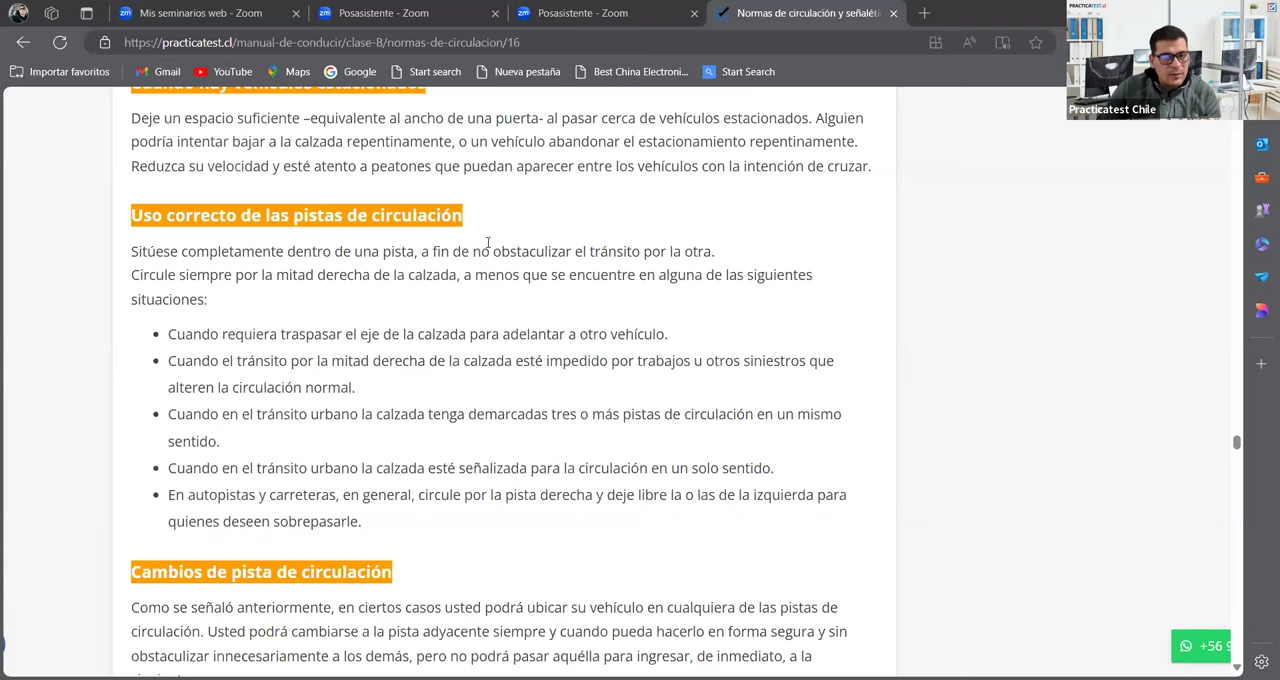 Mis seminarios web - Zoom
Posasistente - Zoom
Posasistente - Zoom
Normas de circulación y señaléti
https://practicatest.cl/manual-de-conducir/clase-B/normas-de-circulacion/16
Importar favoritos
Gmail
YouTube
Maps
Google
Start search
Nueva pestaña
Best China Electroni...
Start Search
PRACTICATEST.cl
Practicatest Chile
Cuando hay vehículos estacionados
Deje un espacio suficiente –equivalente al ancho de una puerta- al pasar cerca de vehículos estacionados. Alguien
podría intentar bajar a la calzada repentinamente, o un vehículo abandonar el estacionamiento repentinamente.
Reduzca su velocidad y esté atento a peatones que puedan aparecer entre los vehículos con la intención de cruzar.
Uso correcto de las pistas de circulación
Sitúese completamente dentro de una pista, a fin de no obstaculizar el tránsito por la otra.
Circule siempre por la mitad derecha de la calzada, a menos que se encuentre en alguna de las siguientes
situaciones:
Cuando requiera traspasar el eje de la calzada para adelantar a otro vehículo.
Cuando el tránsito por la mitad derecha de la calzada esté impedido por trabajos u otros siniestros que
alteren la circulación normal.
Cuando en el tránsito urbano la calzada tenga demarcadas tres o más pistas de circulación en un mismo
sentido.
Cuando en el tránsito urbano la calzada esté señalizada para la circulación en un solo sentido.
En autopistas y carreteras, en general, circule por la pista derecha y deje libre la o las de la izquierda para
quienes deseen sobrepasarle.
Cambios de pista de circulación
Como se señaló anteriormente, en ciertos casos usted podrá ubicar su vehículo en cualquiera de las pistas de
circulación. Usted podrá cambiarse a la pista adyacente siempre y cuando pueda hacerlo en forma segura y sin
obstaculizar innecesariamente a los demás, pero no podrá pasar aquélla para ingresar, de inmediato, a la
+56 9